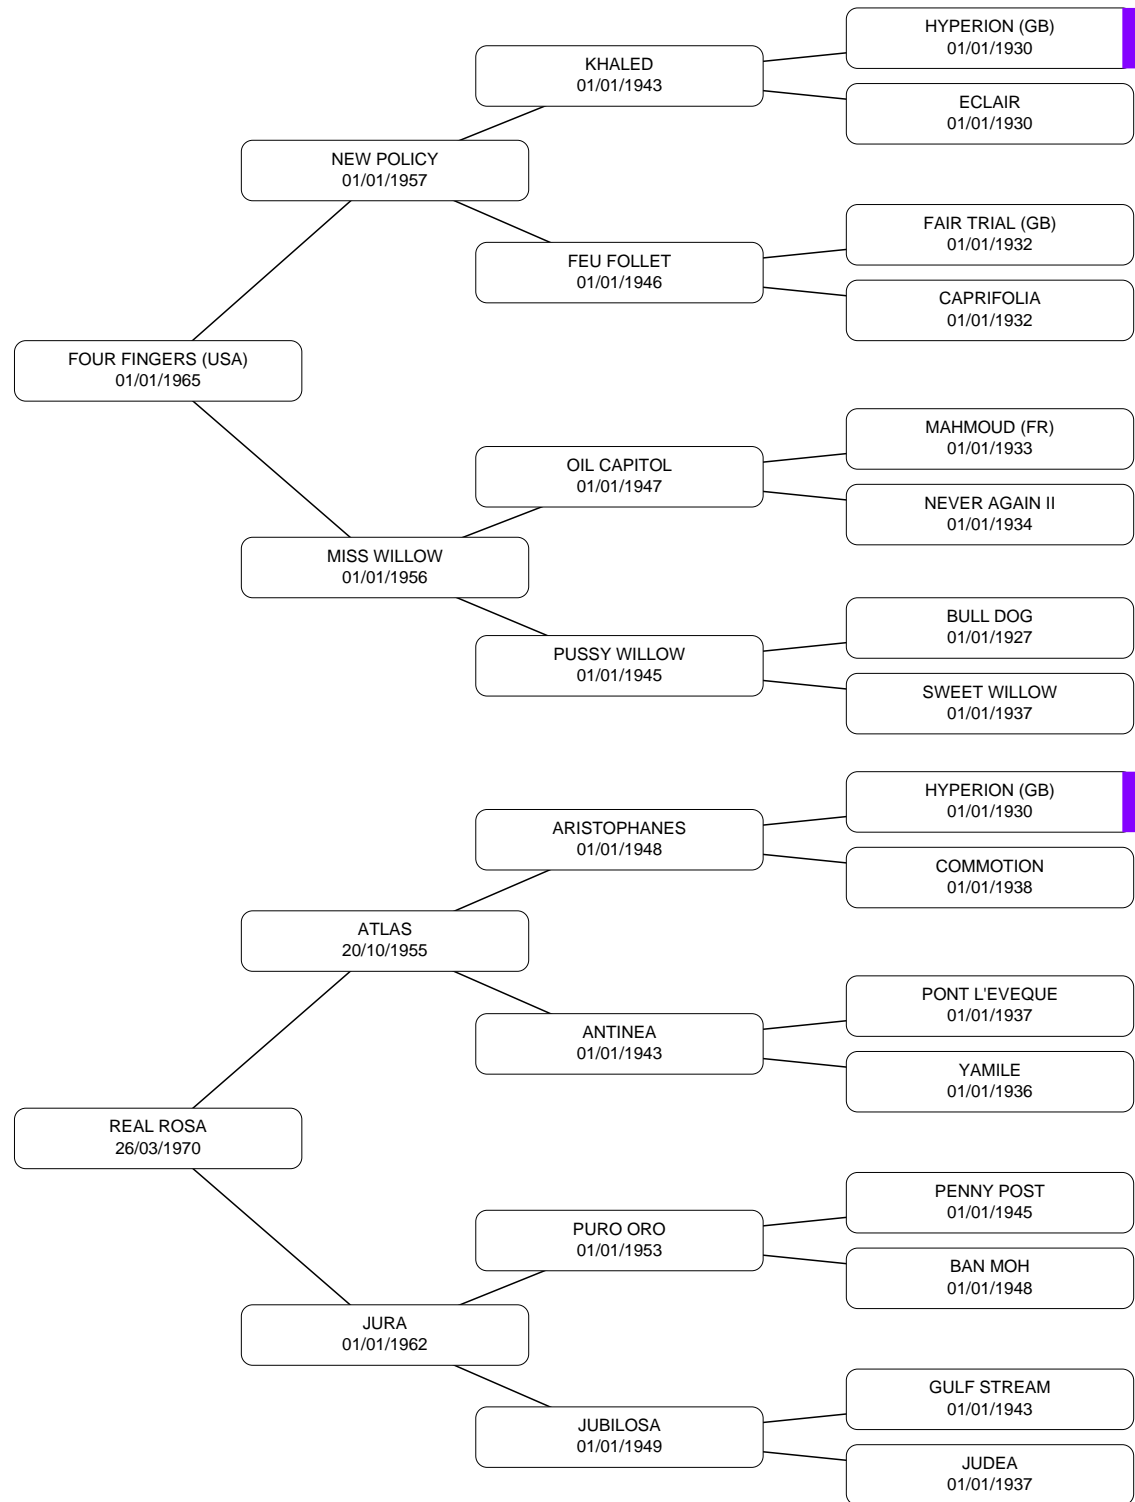 HYPERION (GB)
01/01/1930
KHALED
01/01/1943
ECLAIR
01/01/1930
NEW POLICY
01/01/1957
FAIR TRIAL (GB)
01/01/1932
FEU FOLLET
01/01/1946
CAPRIFOLIA
01/01/1932
FOUR FINGERS (USA)
01/01/1965
MAHMOUD (FR)
01/01/1933
OIL CAPITOL
01/01/1947
NEVER AGAIN II
01/01/1934
MISS WILLOW
01/01/1956
BULL DOG
01/01/1927
PUSSY WILLOW
01/01/1945
SWEET WILLOW
01/01/1937
HYPERION (GB)
01/01/1930
ARISTOPHANES
01/01/1948
COMMOTION
01/01/1938
ATLAS
20/10/1955
PONT L'EVEQUE
01/01/1937
ANTINEA
01/01/1943
YAMILE
01/01/1936
REAL ROSA
26/03/1970
PENNY POST
01/01/1945
PURO ORO
01/01/1953
BAN MOH
01/01/1948
JURA
01/01/1962
GULF STREAM
01/01/1943
JUBILOSA
01/01/1949
JUDEA
01/01/1937